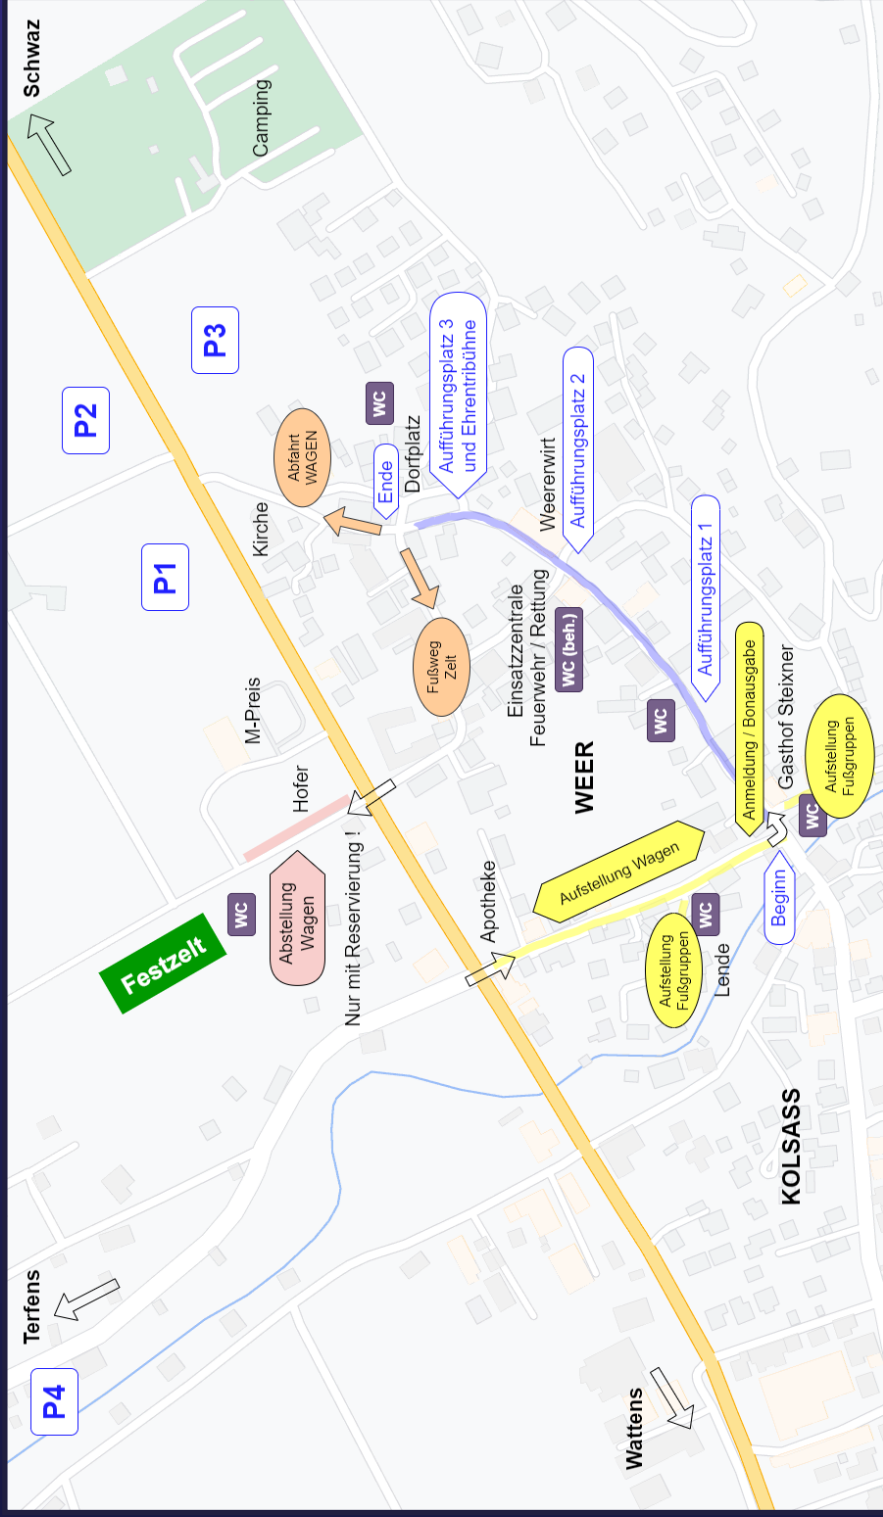 Terfens
Schwaz
P4
P2
P1
Festzelt
P3
WC
M-Preis
Kirche
Camping
Abstellung
Wagen
Hofer
Abfahrt
WAGEN
Nur mit Reservierung !
Ende
WC
Dorfplatz
Fußweg
Zelt
Aufführungsplatz 3
und Ehrentribühne
Apotheke
Einsatzzentrale
Feuerwehr / Rettung
Weererwirt
WC (beh.)
Aufführungsplatz 2
WEER
Aufstellung Wagen
Wattens
WC
Aufstellung
Fußgruppen
WC
Aufführungsplatz 1
Lende
Anmeldung / Bonausgabe
Beginn
Gasthof Steixner
KOLSASS
WC
Aufstellung
Fußgruppen